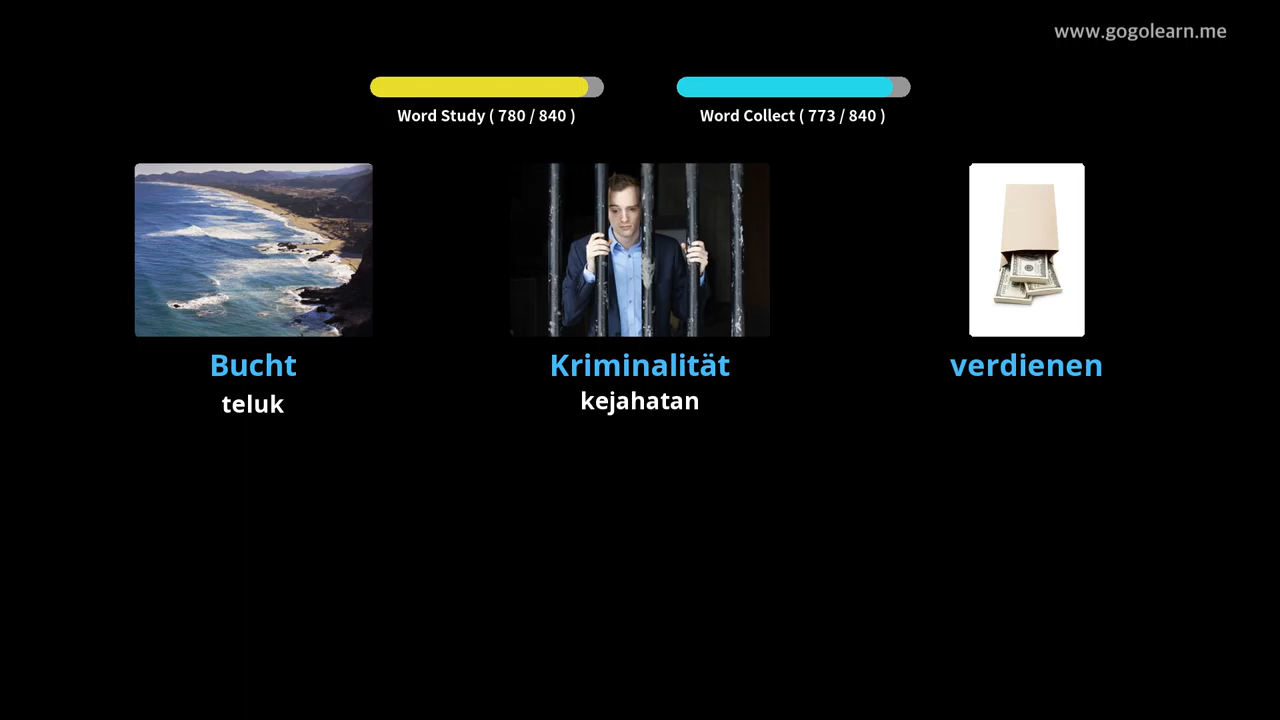 www.gogolearn.me
Word Study ( 780 / 840 )
Word Collect ( 773 / 840 )
Bucht
teluk
Kriminalität
kejahatan
verdienen